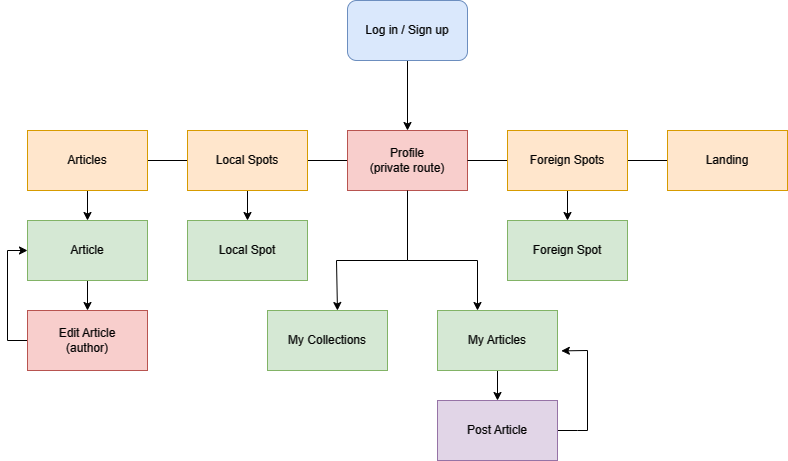 Log in / Sign up
Articles
Local Spots
Profile
(private route)
Foreign Spots
Landing
Article
Local Spot
Foreign Spot
Edit Article
(author)
My Collections
My Articles
Post Article